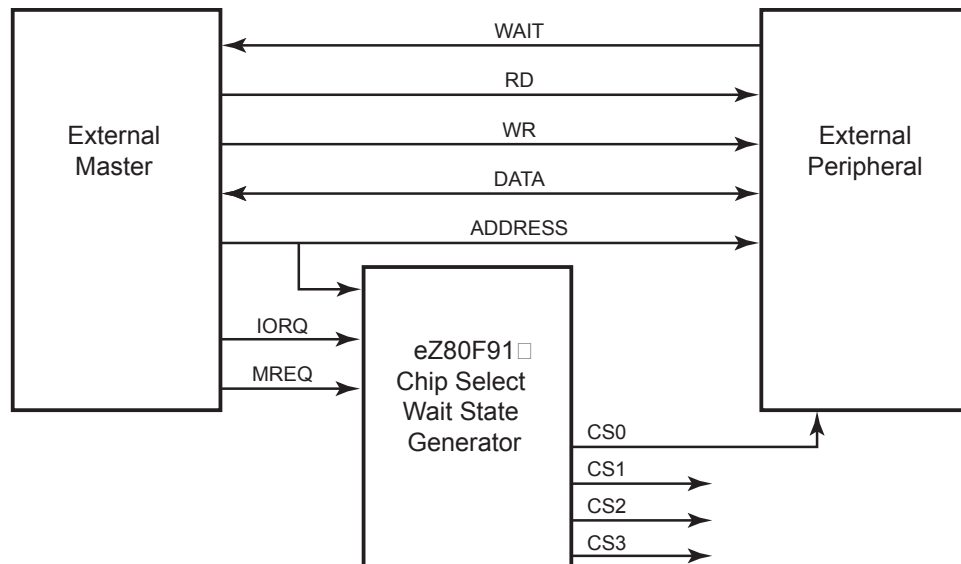 WAIT
RD
External
Master
WR
External
Peripheral
DATA
ADDRESS
IORQ
MREQ
eZ80F91□
Chip Select
Wait State
Generator
CS0
CS1
CS2
CS3